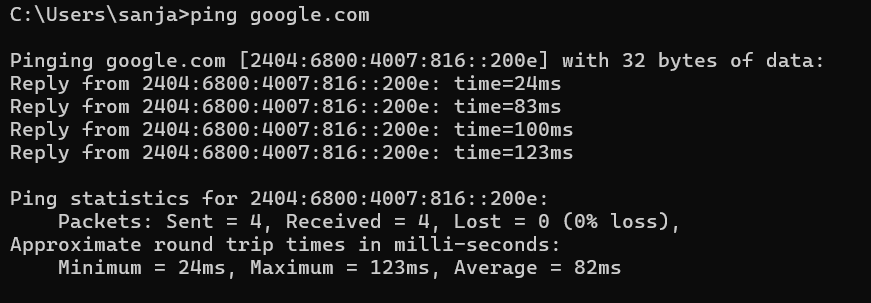 C:\Users\sanja>ping google.com
Pinging google.com [2404:6800:4007:816::200e] with 32 bytes of data:
Reply from 2404:6800:4007:816::200e: time=24ms
Reply from 2404:6800:4007:816::200e: time=83ms
Reply from 2404:6800:4007:816::200e: time=100ms
Reply from 2404:6800:4007:816::200e: time=123ms
Ping statistics for 2404:6800:4007:816::200e:
    Packets: Sent = 4, Received = 4, Lost = 0 (0% loss),
Approximate round trip times in milli-seconds:
    Minimum = 24ms, Maximum = 123ms, Average = 82ms